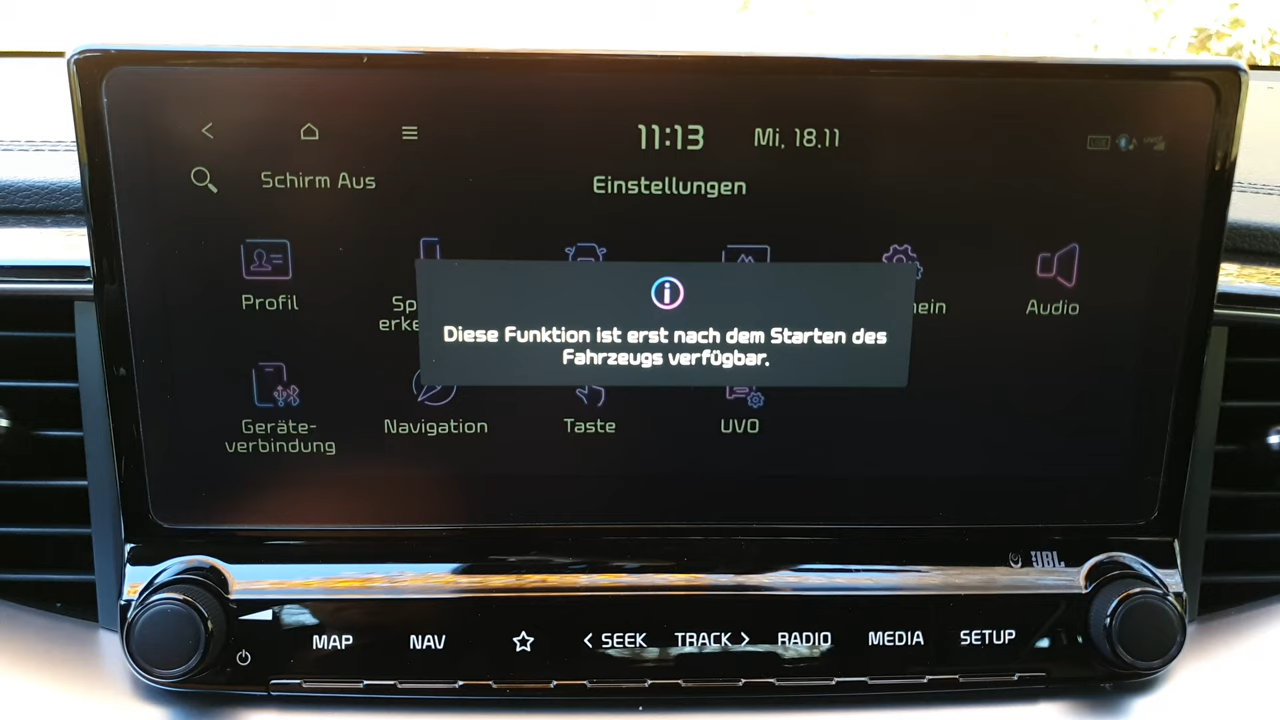 11:13
Mi, 18.11
Schirm Aus
Einstellungen
Profil
Sp
erke
hein
Audio
Diese Funktion ist erst nach dem Starten des
Fahrzeugs verfügbar.
Geräte-
verbindung
Navigation
Taste
UVO
JBL
MAP
NAV
< SEEK
TRACK >
RADIO
MEDIA
SETUP